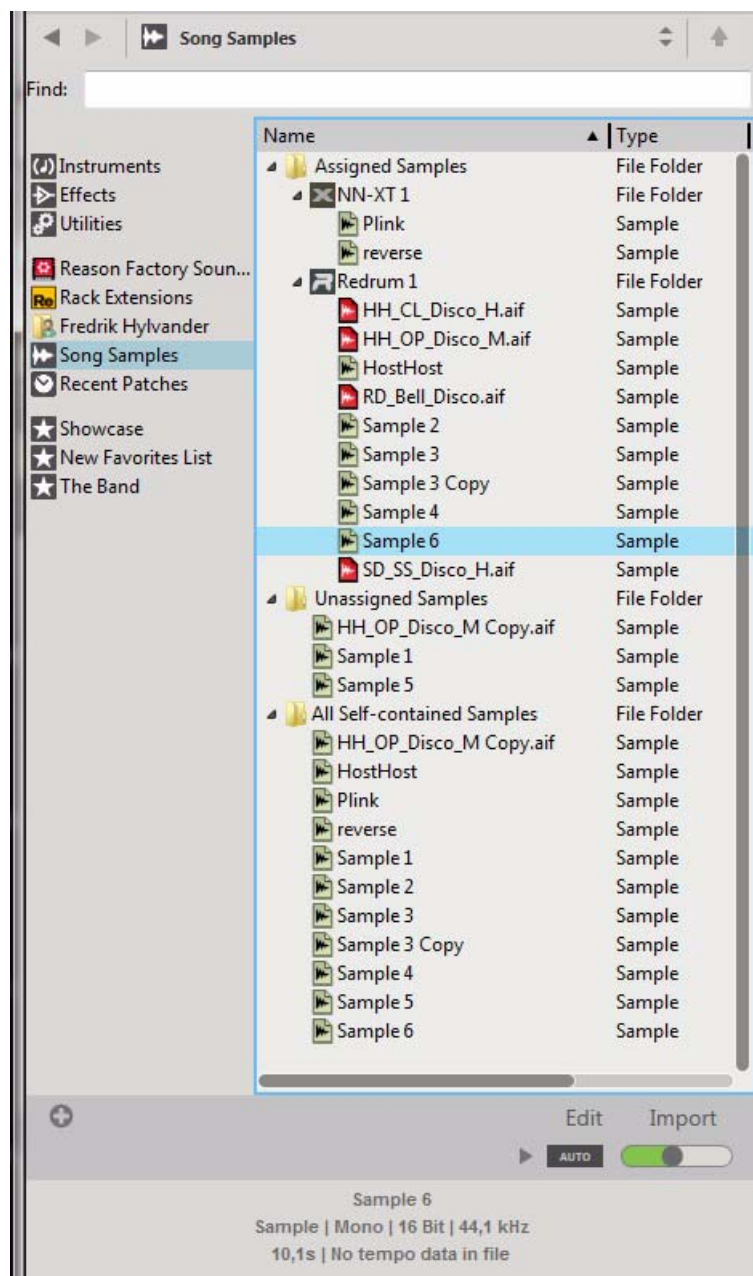 Song Samples
Find:
Name Type
Instruments
Effects
Utilities
Reason Factory Soun...
Rack Extensions
Fredrik Hylvander
Song Samples
Recent Patches
Showcase
New Favorites List
The Band
Assigned Samples File Folder
NN-XT 1 File Folder
Plink Sample
reverse Sample
Redrum 1 File Folder
HH_CL_Disco_H.aif Sample
HH_OP_Disco_M.aif Sample
HostHost Sample
RD_Bell_Disco.aif Sample
Sample 2 Sample
Sample 3 Sample
Sample 3 Copy Sample
Sample 4 Sample
Sample 6 Sample
SD_SS_Disco_H.aif Sample
Unassigned Samples File Folder
HH_OP_Disco_M Copy.aif Sample
Sample 1 Sample
Sample 5 Sample
All Self-contained Samples File Folder
HH_OP_Disco_M Copy.aif Sample
HostHost Sample
Plink Sample
reverse Sample
Sample 1 Sample
Sample 2 Sample
Sample 3 Sample
Sample 3 Copy Sample
Sample 4 Sample
Sample 5 Sample
Sample 6 Sample
Edit Import
AUTO
Sample 6
Sample | Mono | 16 Bit | 44,1 kHz
10,1s | No tempo data in file